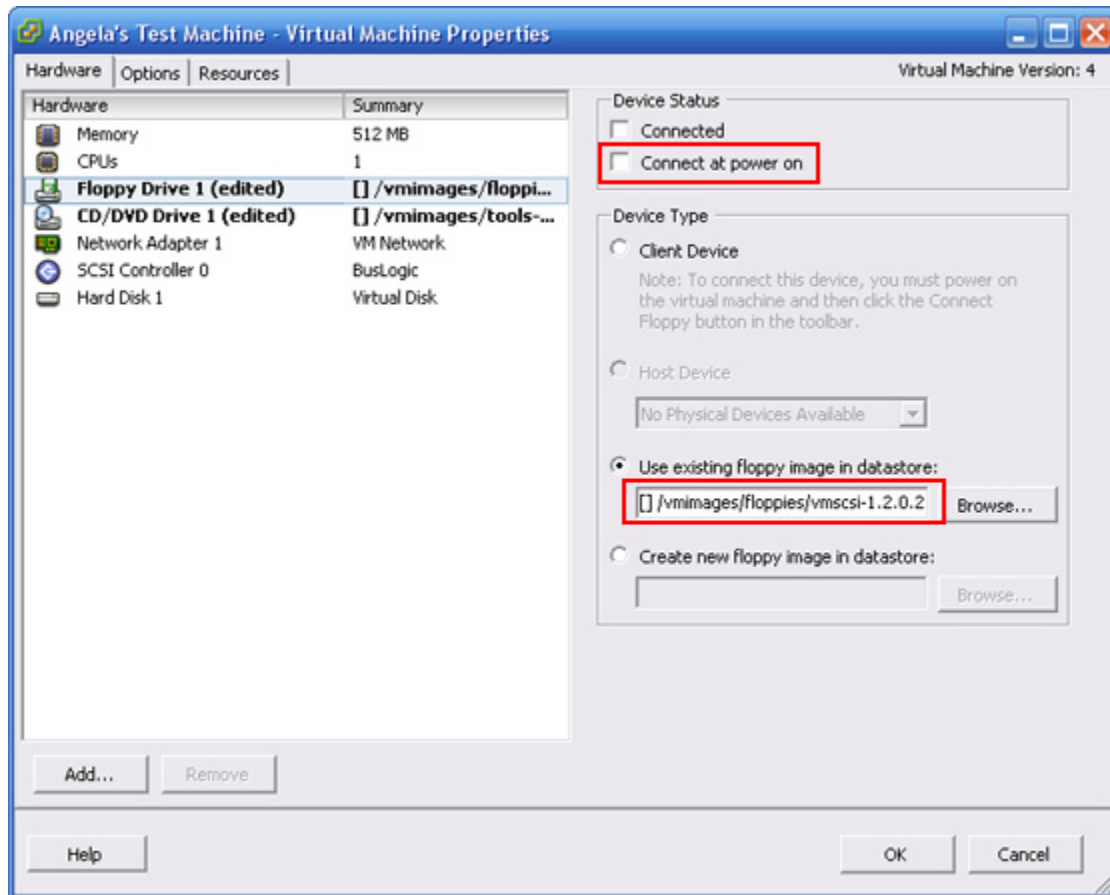 Angela's Test Machine - Virtual Machine Properties
Hardware Options Resources
Virtual Machine Version: 4
Hardware Summary
Memory 512 MB
CPUs 1
Floppy Drive 1 (edited) [] /vmimages/floppi...
CD/DVD Drive 1 (edited) [] /vmimages/tools-...
Network Adapter 1 VM Network
SCSI Controller 0 BusLogic
Hard Disk 1 Virtual Disk
Add... Remove
Device Status
Connected
Connect at power on
Device Type
Client Device
Note: To connect this device, you must power on
the virtual machine and then click the Connect
Floppy button in the toolbar.
Host Device
No Physical Devices Available
Use existing floppy image in datastore:
[] /vmimages/floppies/vmscsi-1.2.0.2 Browse...
Create new floppy image in datastore:
Browse...
Help OK Cancel